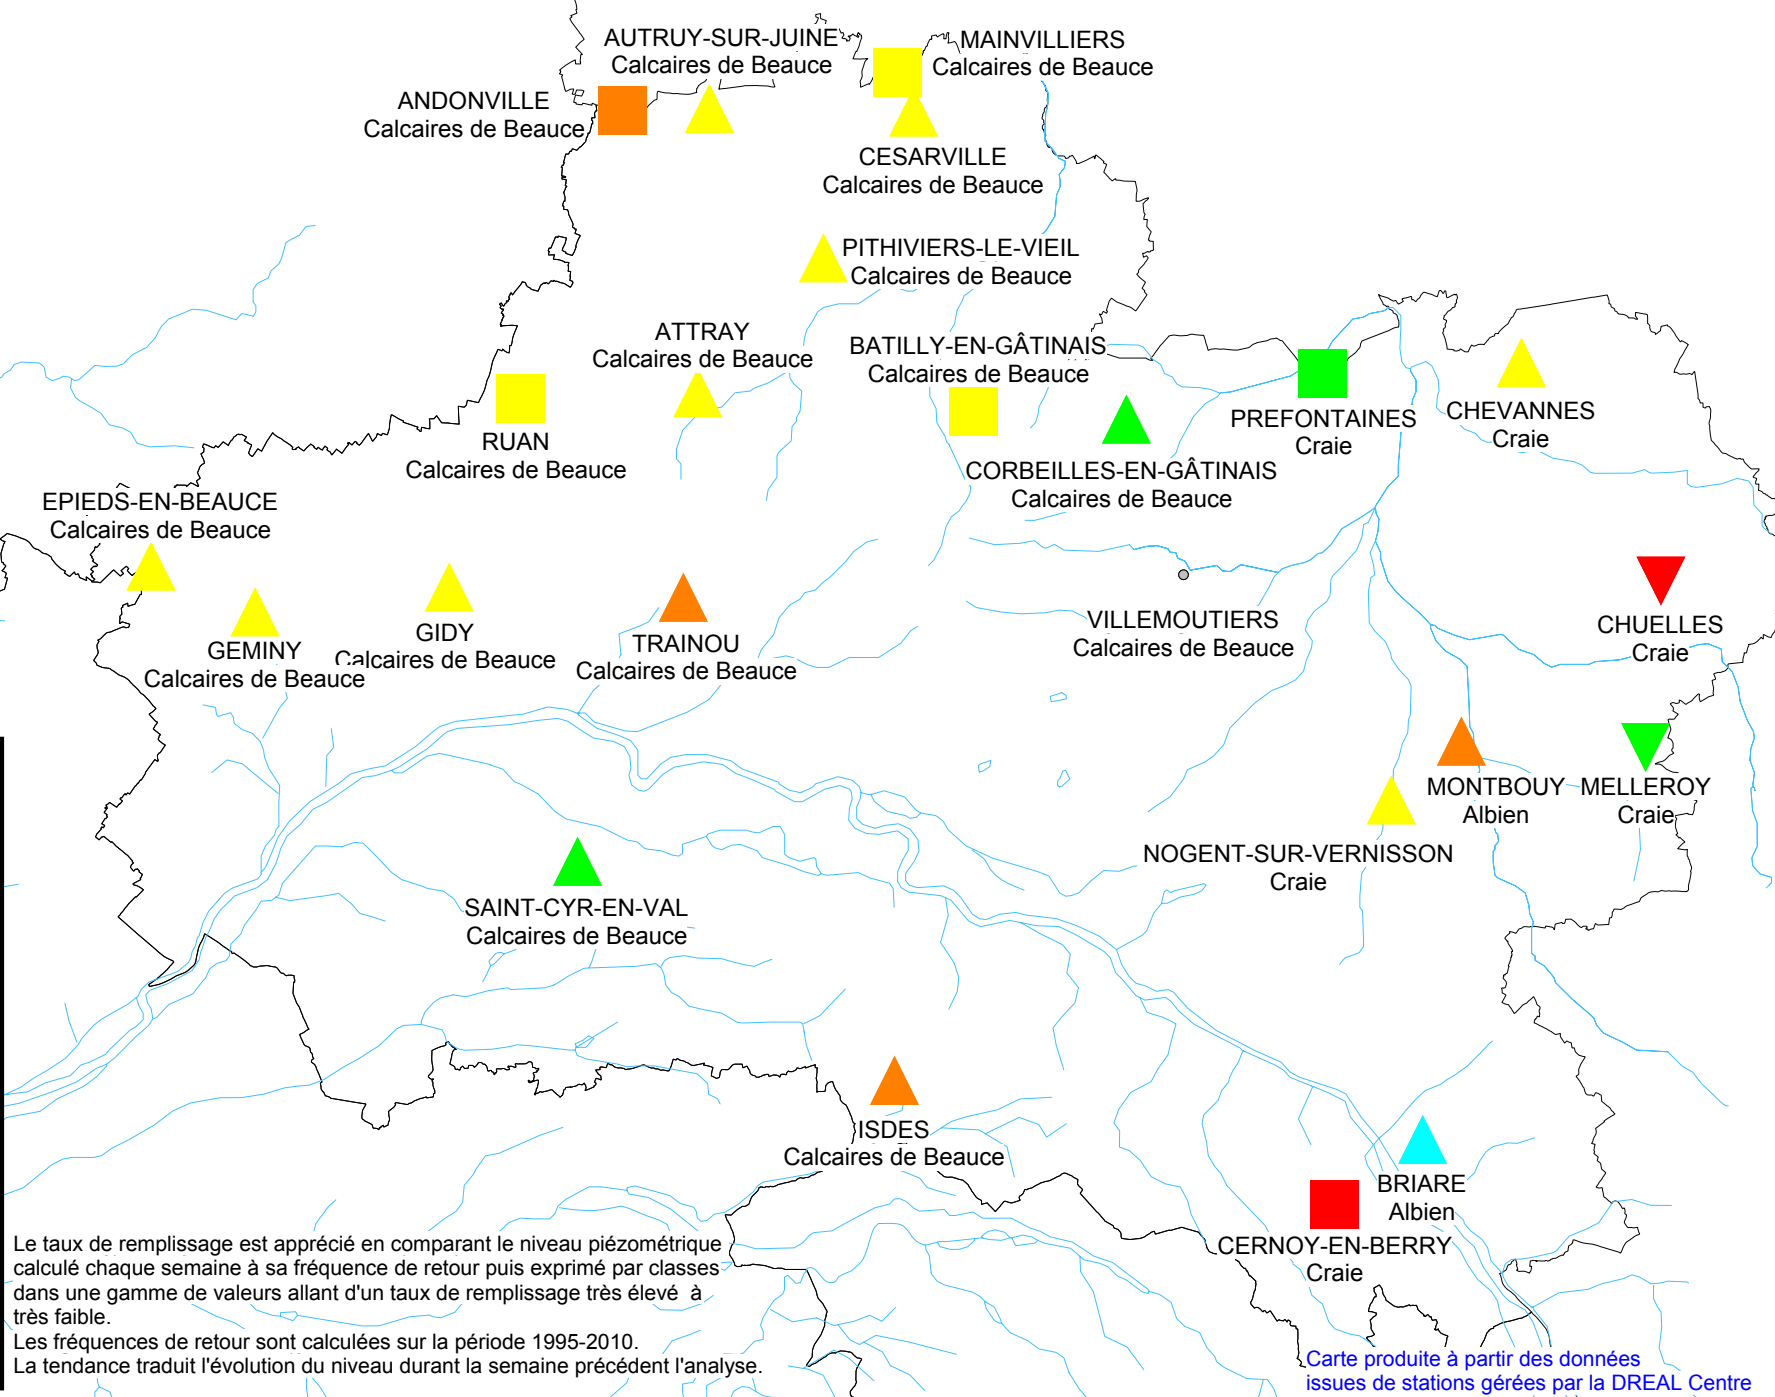 AUTRUY-SUR-JUINE
Calcaires de Beauce
MAINVILLIERS
Calcaires de Beauce
ANDONVILLE
Calcaires de Beauce
CESARVILLE
Calcaires de Beauce
PITHIVIERS-LE-VIEIL
Calcaires de Beauce
ATTRAY
Calcaires de Beauce
BATILLY-EN-GÂTINAIS
Calcaires de Beauce
RUAN
Calcaires de Beauce
PREFONTAINES
Craie
CHEVANNES
Craie
CORBEILLES-EN-GÂTINAIS
Calcaires de Beauce
EPIEDS-EN-BEAUCE
Calcaires de Beauce
GEMINY
Calcaires de Beauce
GIDY
Calcaires de Beauce
TRAINOU
Calcaires de Beauce
VILLEMOUTIERS
Calcaires de Beauce
CHUELLES
Craie
MONTBOUY
Albien
MELLEROY
Craie
NOGENT-SUR-VERNISSON
Craie
SAINT-CYR-EN-VAL
Calcaires de Beauce
ISDES
Calcaires de Beauce
BRIARE
Albien
CERNOY-EN-BERRY
Craie
Le taux de remplissage est apprécié en comparant le niveau piézométrique
calculé chaque semaine à sa fréquence de retour puis exprimé par classes
dans une gamme de valeurs allant d'un taux de remplissage très élevé à
très faible.
Les fréquences de retour sont calculées sur la période 1995-2010.
La tendance traduit l'évolution du niveau durant la semaine précédent l'analyse.
Carte produite à partir des données
issues de stations gérées par la DREAL Centre